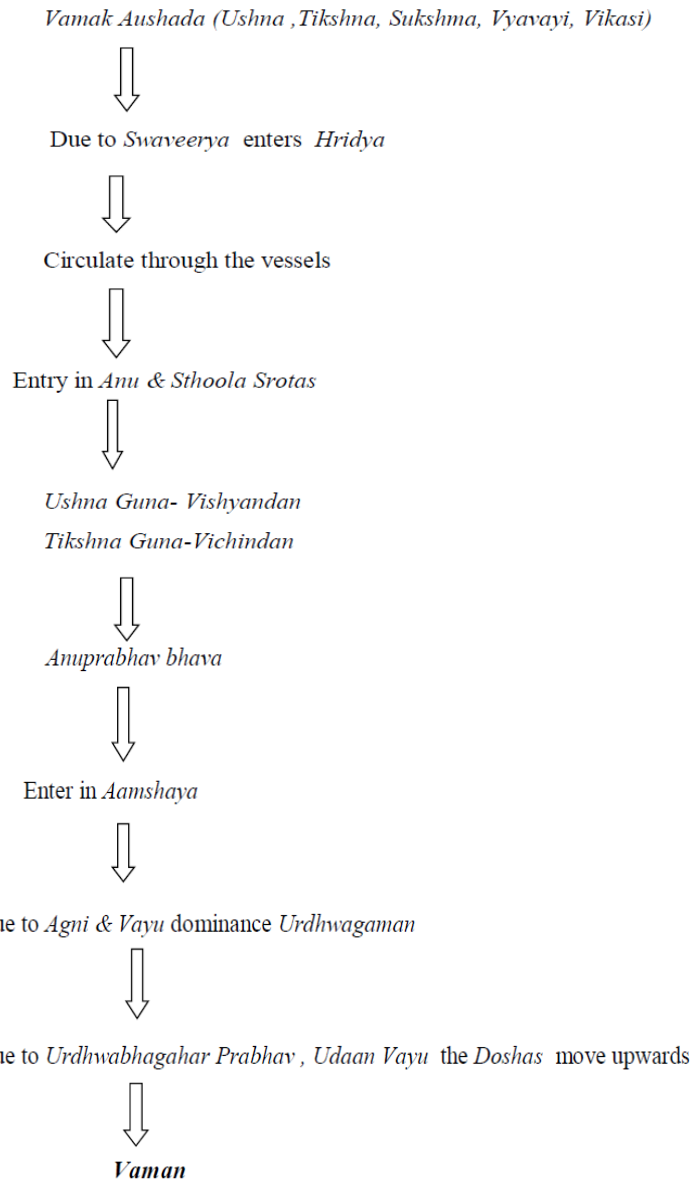 Vamak Aushada (Ushna ,Tikshna, Sukshma, Vyavayi, Vikasi)
Due to Swaveerya enters Hridya
Circulate through the vessels
Entry in Anu & Sthoola Srotas
Ushna Guna- Vishyandan
Tikshna Guna-Vichindan
Anuprabhav bhava
Enter in Aamshaya
ue to Agni & Vayu dominance Urdhwagaman
ue to Urdhwabhagahar Prabhav , Udaan Vayu the Doshas move upwards
Vaman